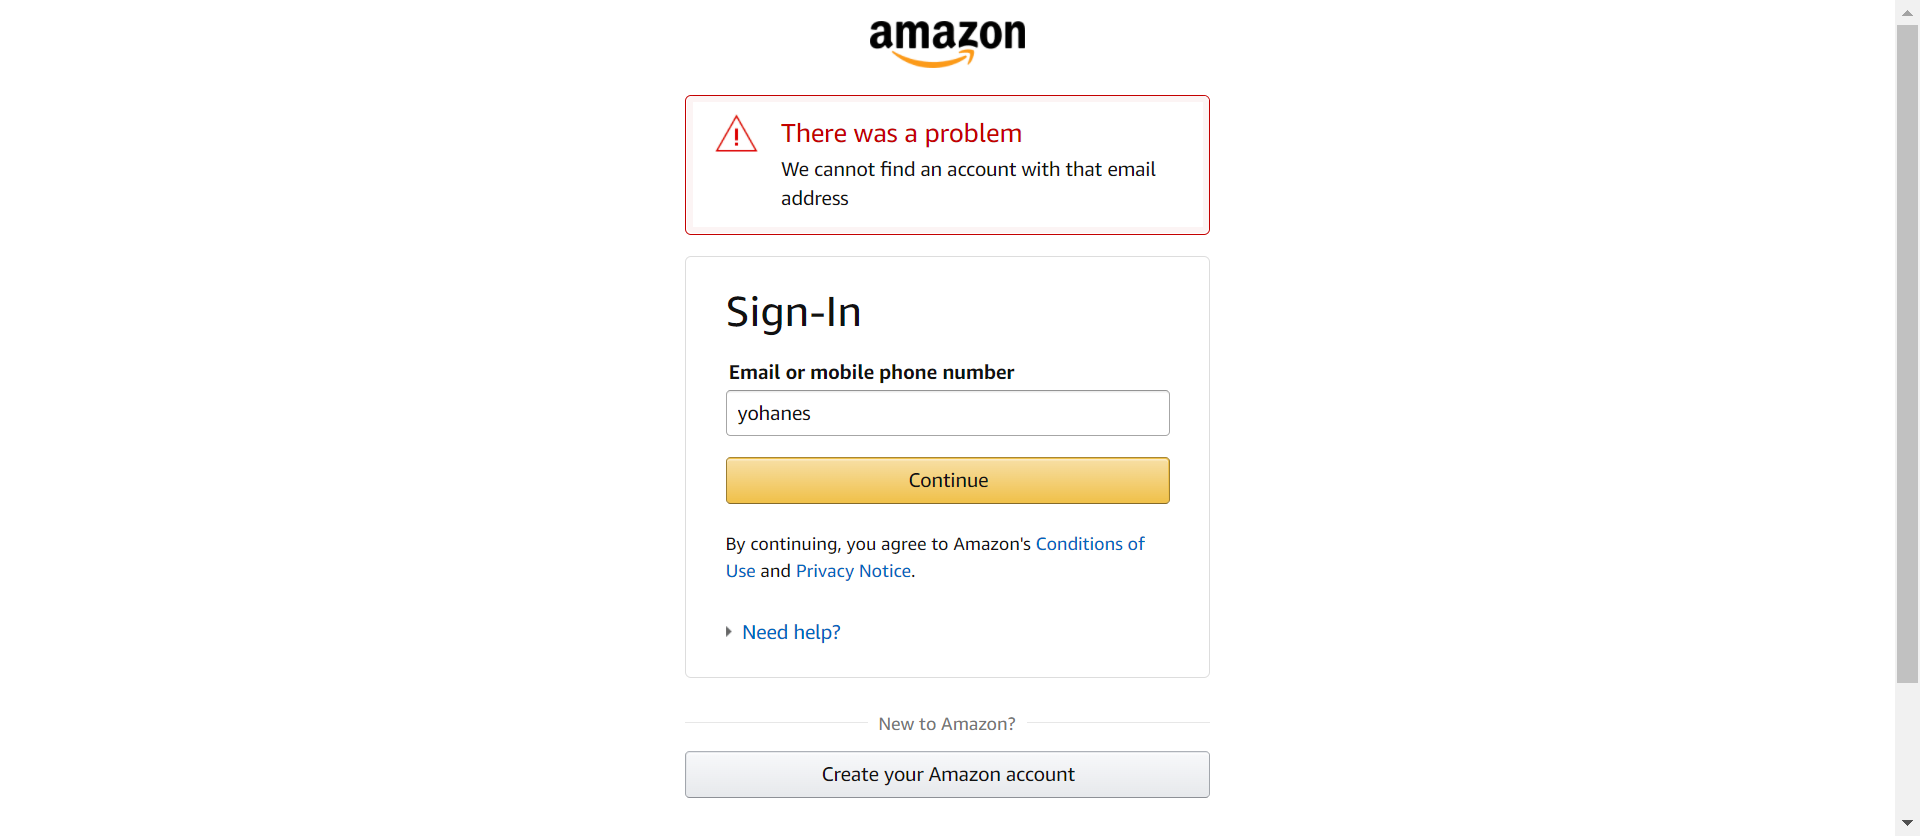 amazon
There was a problem
We cannot find an account with that email
address
Sign-In
Email or mobile phone number
yohanes
Continue
By continuing, you agree to Amazon's Conditions of
Use and Privacy Notice.
Need help?
New to Amazon?
Create your Amazon account